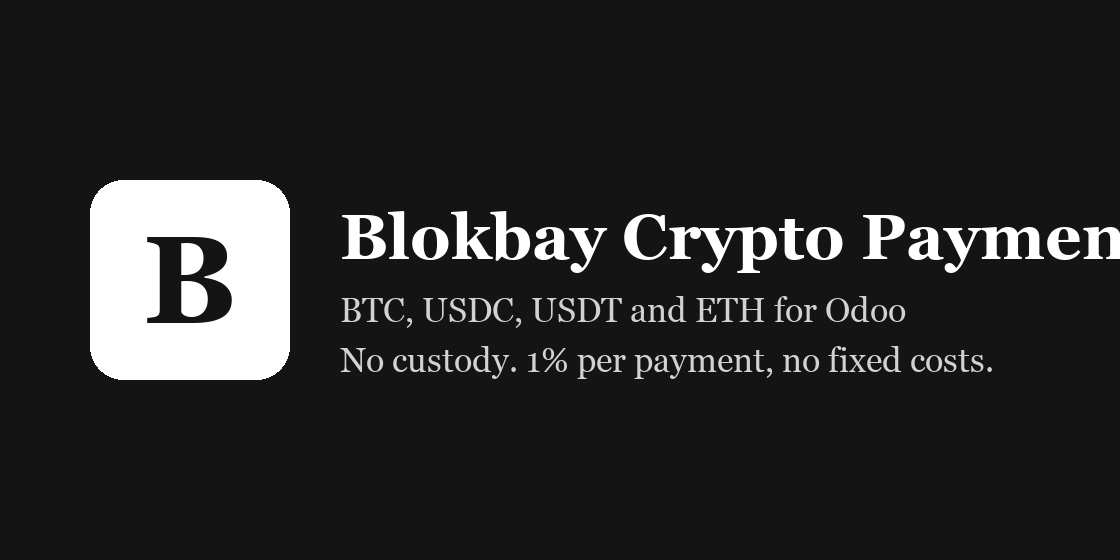 B
Blokbay Crypto Paymen
BTC, USDC, USDT and ETH for Odoo
No custody. 1% per payment, no fixed costs.